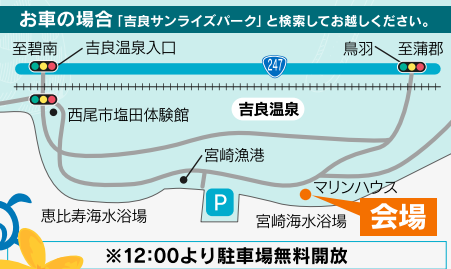 お車の場合「吉良サンライズパーク」と検索してお越しください。
至碧南 吉良温泉入口 鳥羽 至蒲郡
247
西尾市塩田体験館
吉良温泉
宮崎漁港
P
マリンハウス
会場
恵比寿海水浴場
宮崎海水浴場
※12:00より駐車場無料開放